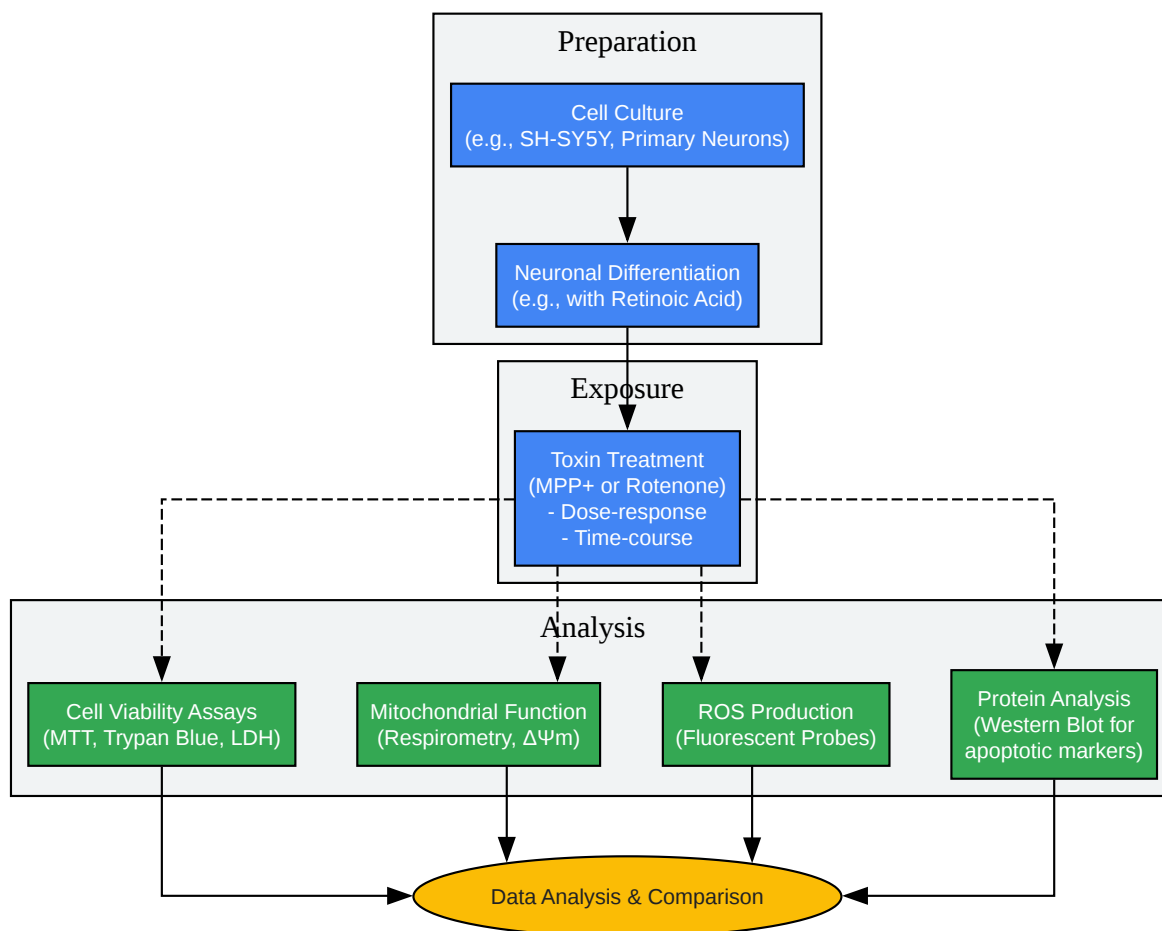 Preparation
Cell Culture
(e.g., SH-SY5Y, Primary Neurons)
Neuronal Differentiation
(e.g., with Retinoic Acid)
Exposure
Toxin Treatment
(MPP+ or Rotenone)
- Dose-response
- Time-course
Analysis
Cell Viability Assays
(MTT, Trypan Blue, LDH)
Mitochondrial Function
(Respirometry, ΔΨm)
ROS Production
(Fluorescent Probes)
Protein Analysis
(Western Blot for
apoptotic markers)
Data Analysis & Comparison